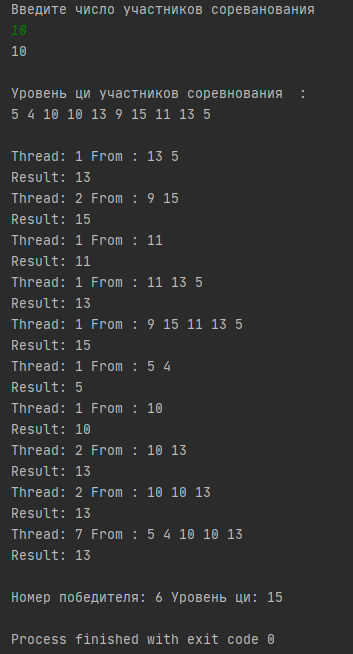 Введите число участников сореванования
10
10
Уровень ци участников соревнования  :
5 4 10 10 13 9 15 11 13 5
Thread: 1 From : 13 5
Result: 13
Thread: 2 From : 9 15
Result: 15
Thread: 1 From : 11
Result: 11
Thread: 1 From : 11 13 5
Result: 13
Thread: 1 From : 9 15 11 13 5
Result: 15
Thread: 1 From : 5 4
Result: 5
Thread: 1 From : 10
Result: 10
Thread: 2 From : 10 13
Result: 13
Thread: 2 From : 10 10 13
Result: 13
Thread: 7 From : 5 4 10 10 13
Result: 13
Номер победителя: 6 Уровень ци: 15
Process finished with exit code 0